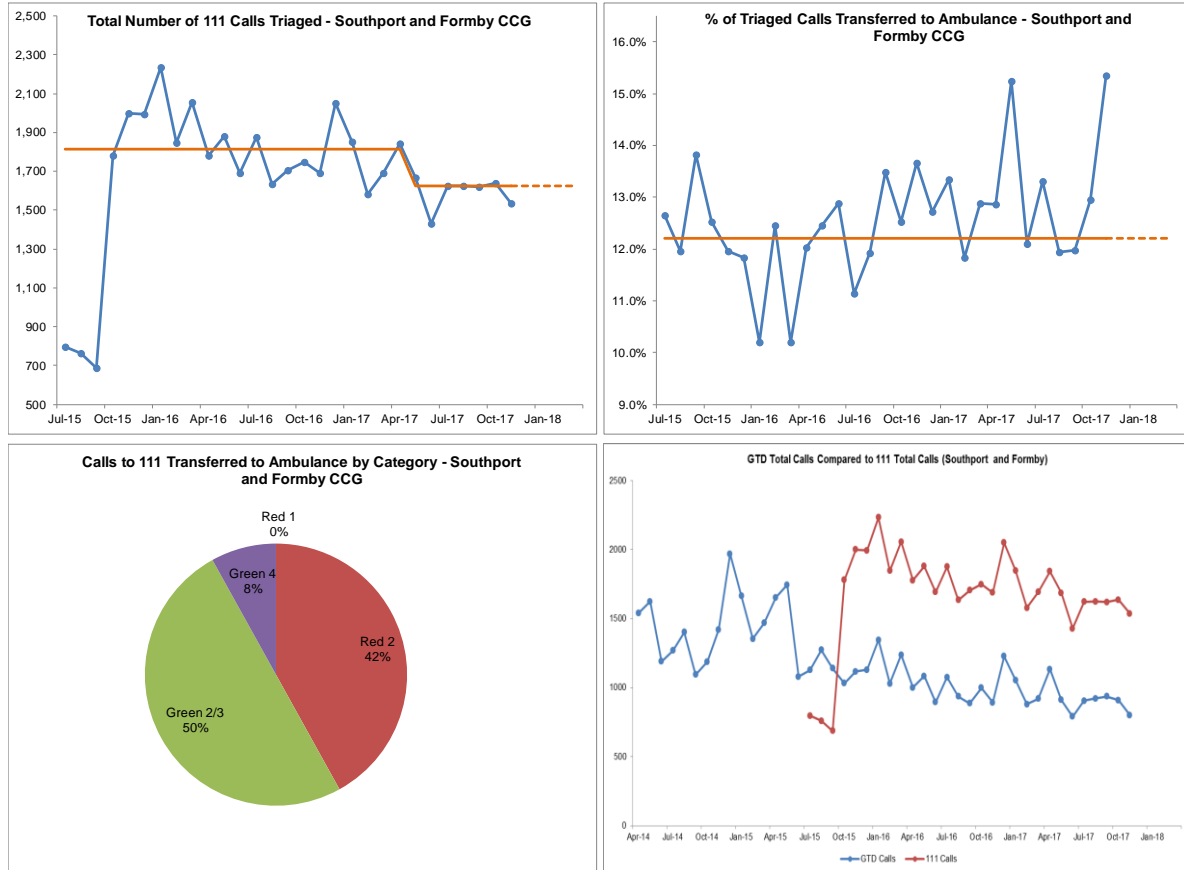 Total Number of 111 Calls Triaged - Southport and Formby CCG
2,500
2,300
2,100
1,900
1,700
1,500
1,300
1,100
900
700
500
Jul-15 Oct-15 Jan-16 Apr-16 Jul-16 Oct-16 Jan-17 Apr-17 Jul-17 Oct-17 Jan-18
% of Triaged Calls Transferred to Ambulance - Southport and
Formby CCG
16.0%
15.0%
14.0%
13.0%
12.0%
11.0%
10.0%
9.0%
Jul-15 Oct-15 Jan-16 Apr-16 Jul-16 Oct-16 Jan-17 Apr-17 Jul-17 Oct-17 Jan-18
Calls to 111 Transferred to Ambulance by Category - Southport
and Formby CCG
Red 1
0%
Green 4
8%
Red 2
42%
Green 2/3
50%
GTD Total Calls Compared to 111 Total Calls (Southport and Formby)
2500
2000
1500
1000
500
0
Apr-14 Jul-14 Oct-14 Jan-15 Apr-15 Jul-15 Oct-15 Jan-16 Apr-16 Jul-16 Oct-16 Jan-17 Apr-17 Jul-17 Oct-17 Jan-18
GTD Calls 111 Calls